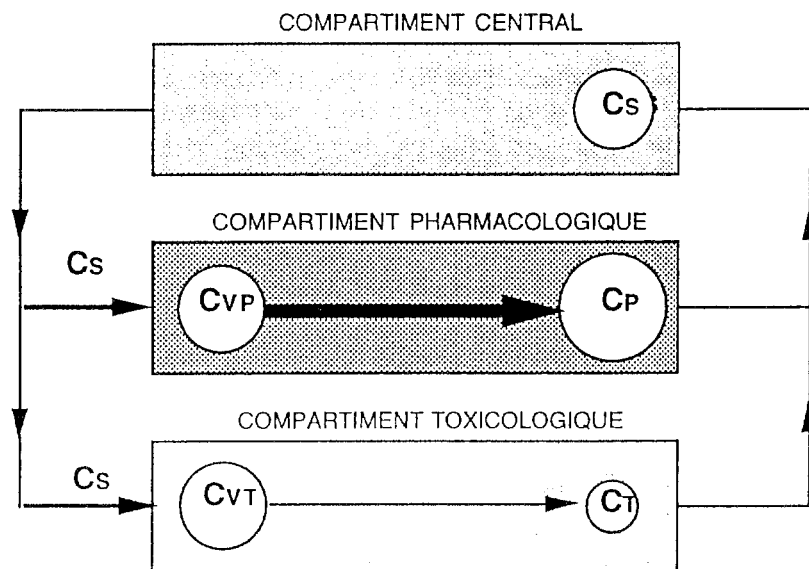 COMPARTIMENT CENTRAL
CS
COMPARTIMENT PHARMACOLOGIQUE
CS
CVP
CP
COMPARTIMENT TOXICOLOGIQUE
CS
CVT
CT